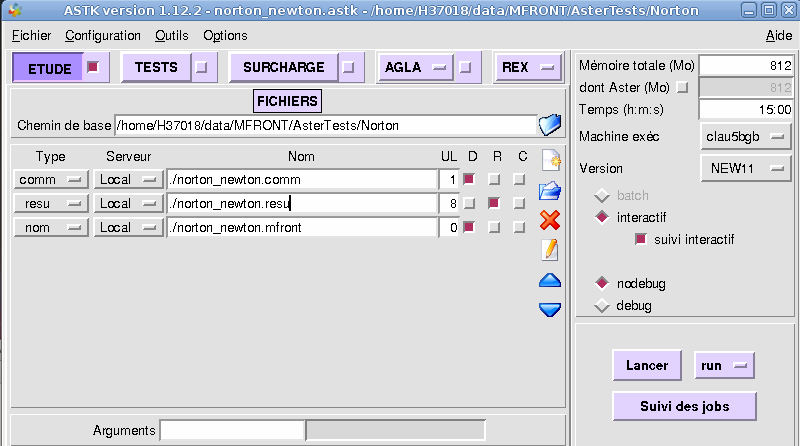 ASTK version 1.12.2 - norton_newton.astk - /home/H37018/data/MFRONT/AsterTests/Norton
Fichier Configuration Outils Options Aide
ETUDE TESTS SURCHARGE AGLA REX
FICHIERS
Chemin de base /home/H37018/data/MFRONT/AsterTests/Norton
Type Serveur Nom UL D R C
comm Local ./norton_newton.comm 1
resu Local ./norton_newton.resu 8
nom Local ./norton_newton.mfront 0
Arguments
Mémoire totale (Mo) 812
dont Aster (Mo) 812
Temps (h:m:s) 15:00
Machine exéc clau5bgb
Version NEW11
batch
interactif
suivi interactif
nodebug
debug
Lancer run
Suivi des jobs